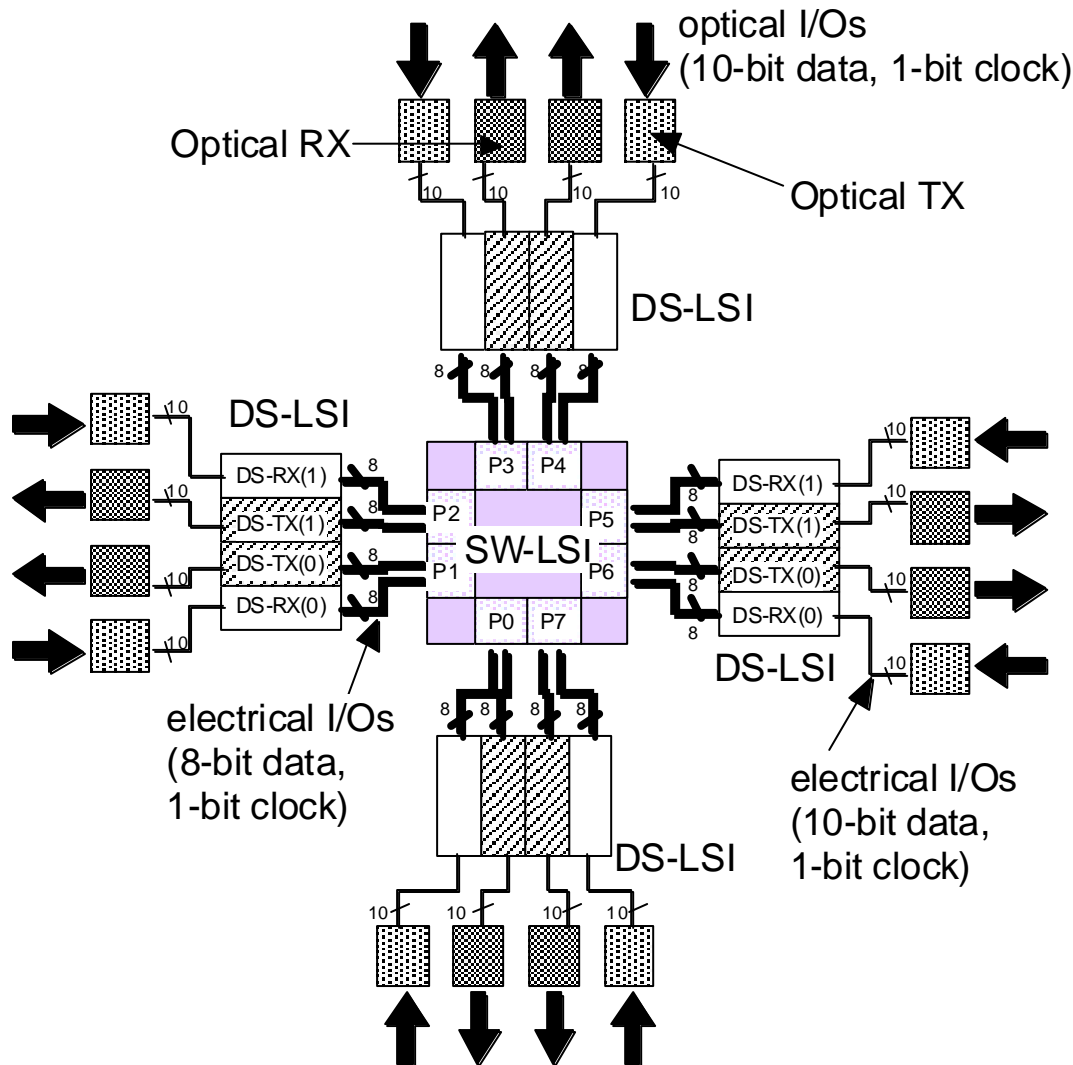 optical I/Os
(10-bit data, 1-bit clock)
Optical RX
Optical TX
10
10
10
10
DS-LSI
8
8
8
8
DS-LSI
10
10
10
10
DS-RX(1)
DS-TX(1)
DS-TX(0)
DS-RX(0)
8
8
8
8
P3
P4
P2
P5
SW-LSI
P1
P6
P0
P7
8
8
8
8
DS-RX(1)
DS-TX(1)
DS-TX(0)
DS-RX(0)
10
10
10
10
DS-LSI
electrical I/Os
(8-bit data,
1-bit clock)
8
8
8
8
electrical I/Os
(10-bit data,
1-bit clock)
DS-LSI
10
10
10
10